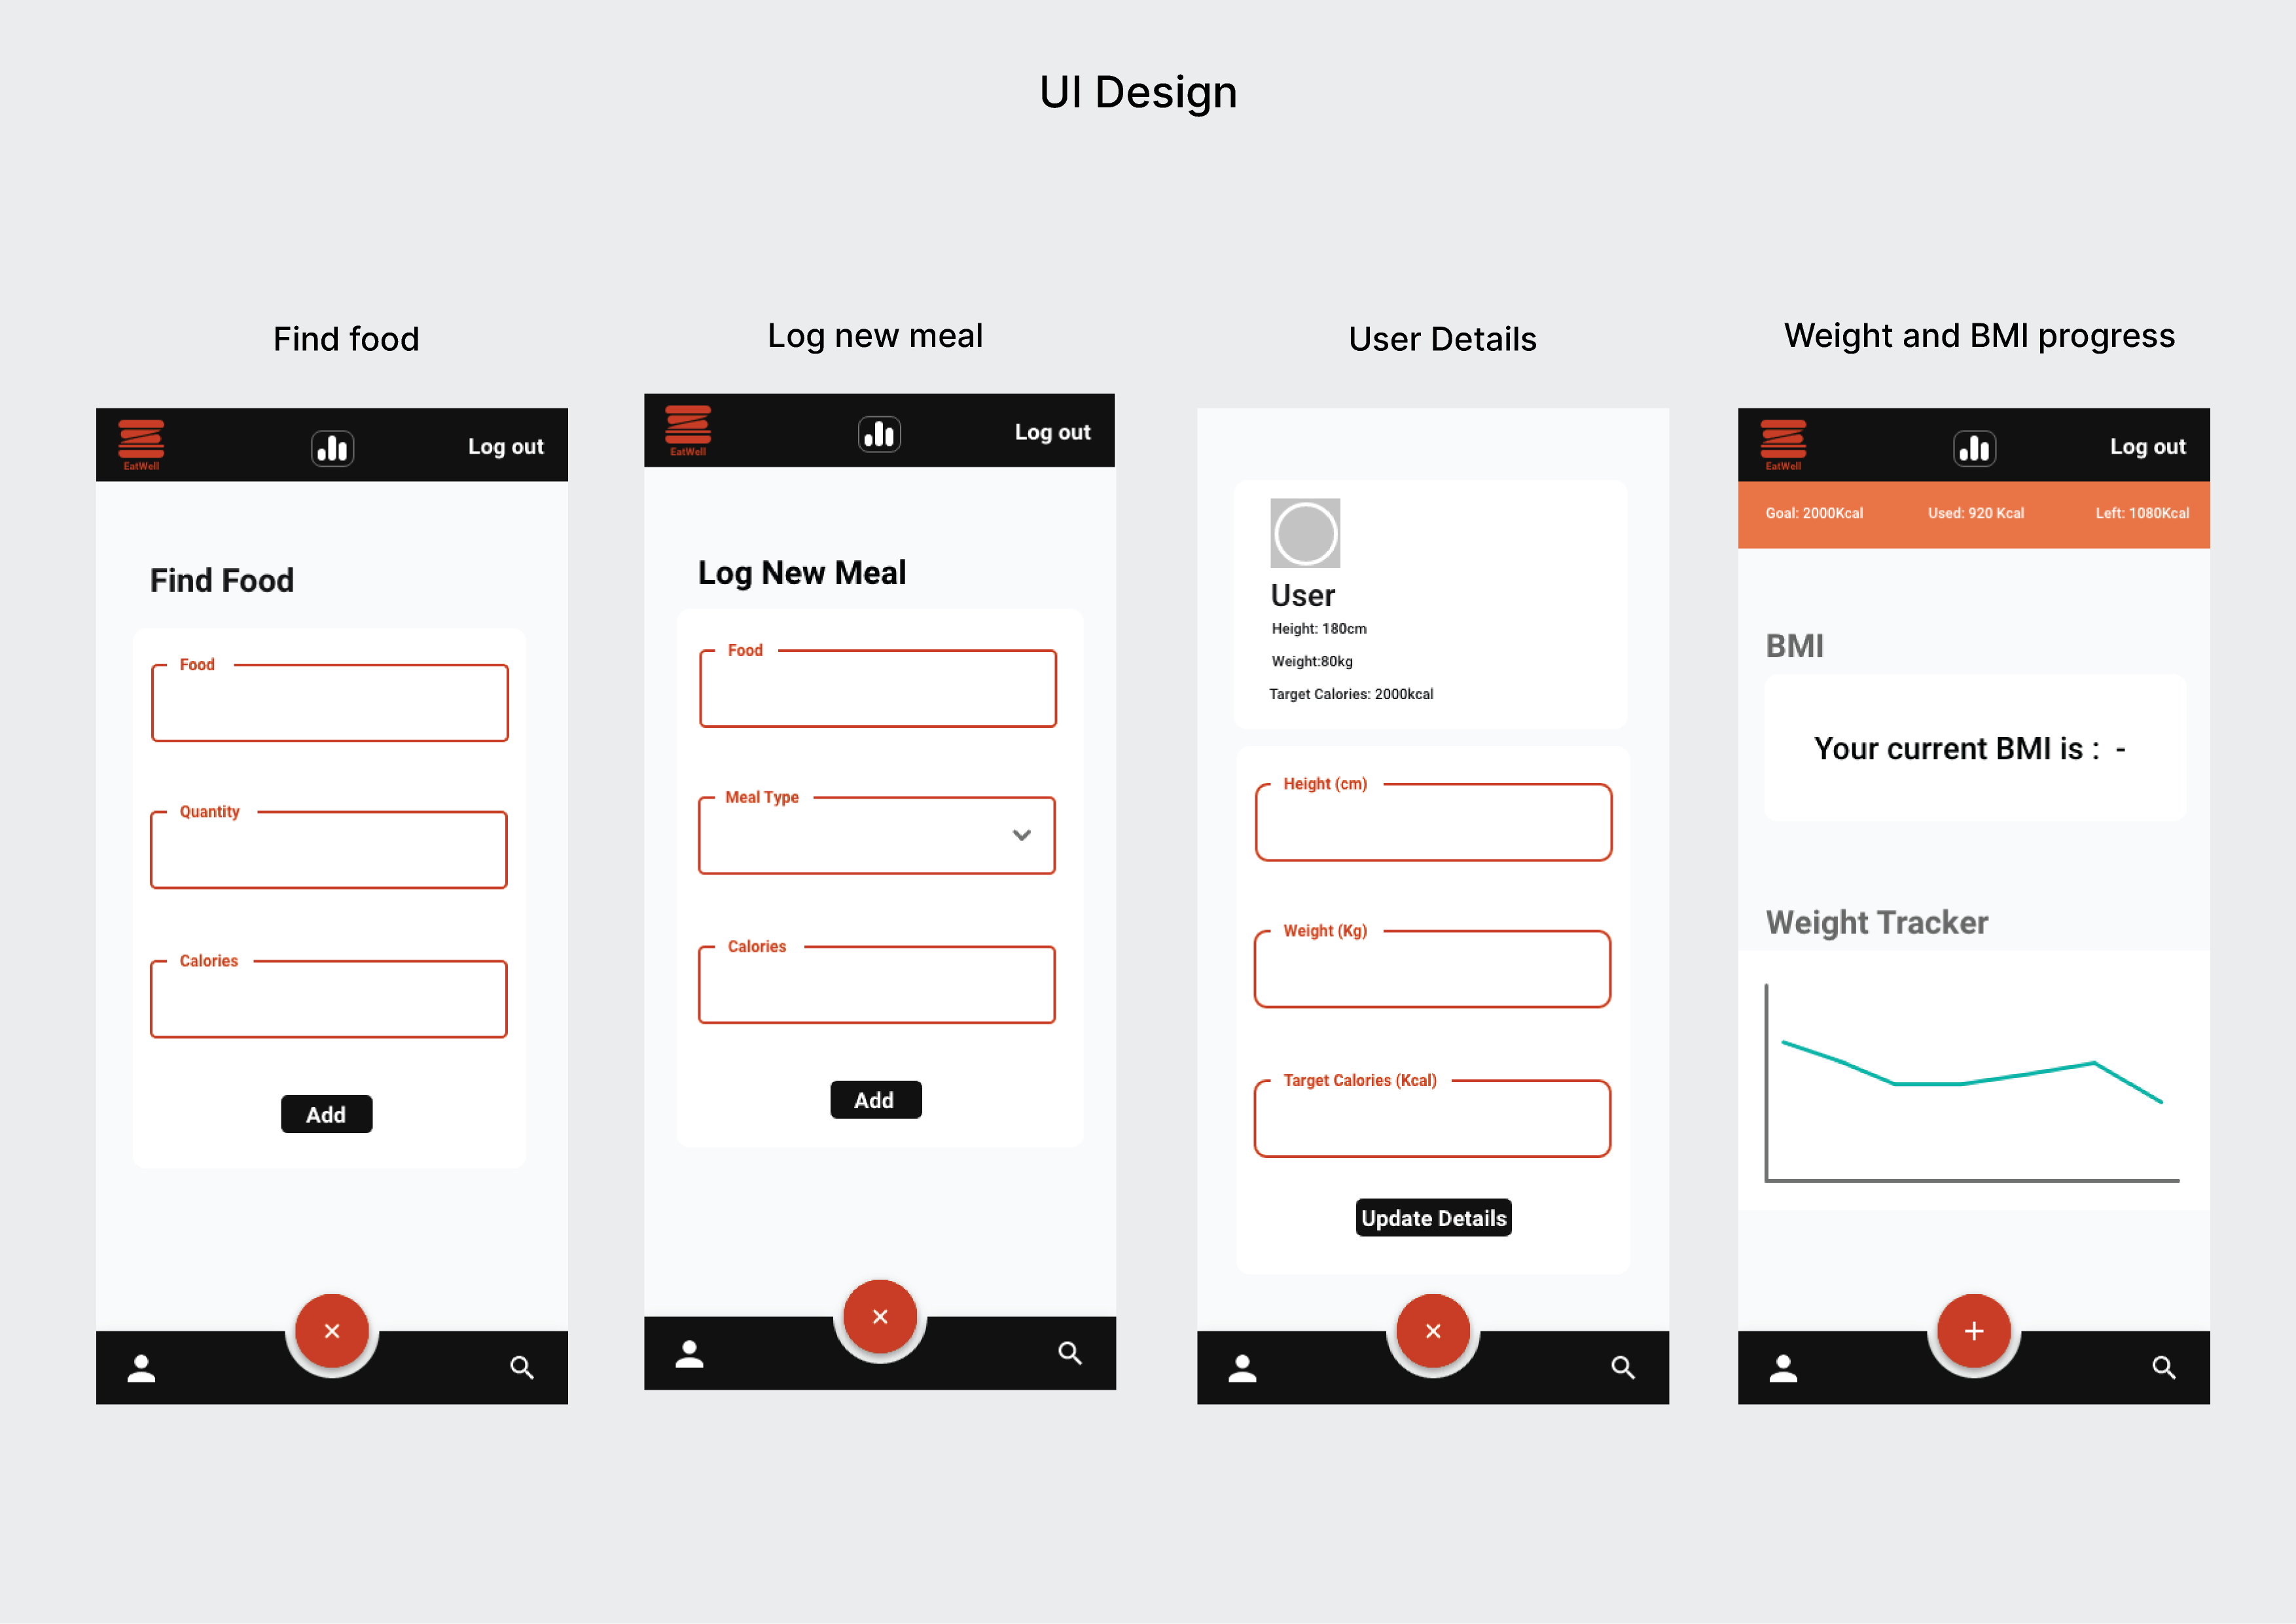 UI Design
Find food
EatWell
Log out
Find Food
Food
Quantity
Calories
Add
Log new meal
EatWell
Log out
Log New Meal
Food
Meal Type
Calories
Add
User Details
User
Height: 180cm
Weight:80kg
Target Calories: 2000kcal
Height (cm)
Weight (Kg)
Target Calories (Kcal)
Update Details
Weight and BMI progress
EatWell
Log out
Goal: 2000Kcal Used: 920 Kcal Left: 1080Kcal
BMI
Your current BMI is : -
Weight Tracker